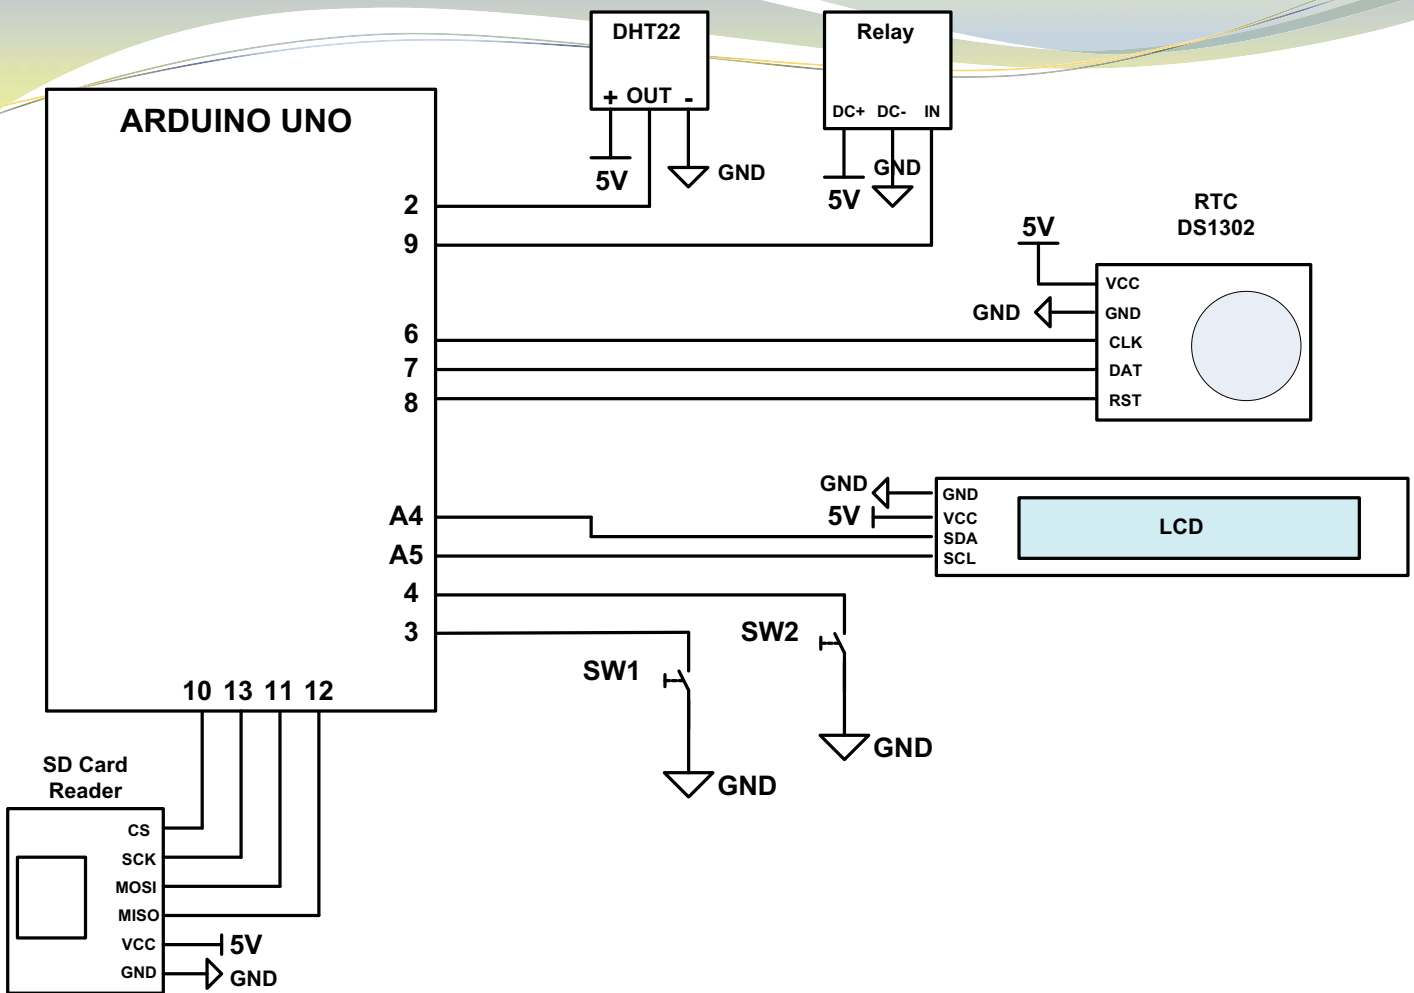 DHT22
+ OUT -
5V
GND
Relay
DC+ DC- IN
5V
GND
ARDUINO UNO
2
9
6
7
8
A4
A5
4
3
10 13 11 12
RTC
DS1302
5V
GND
VCC
GND
CLK
DAT
RST
GND
5V
GND
VCC
SDA
SCL
LCD
SW2
GND
SW1
GND
SD Card
Reader
CS
SCK
MOSI
MISO
VCC
GND
5V
GND